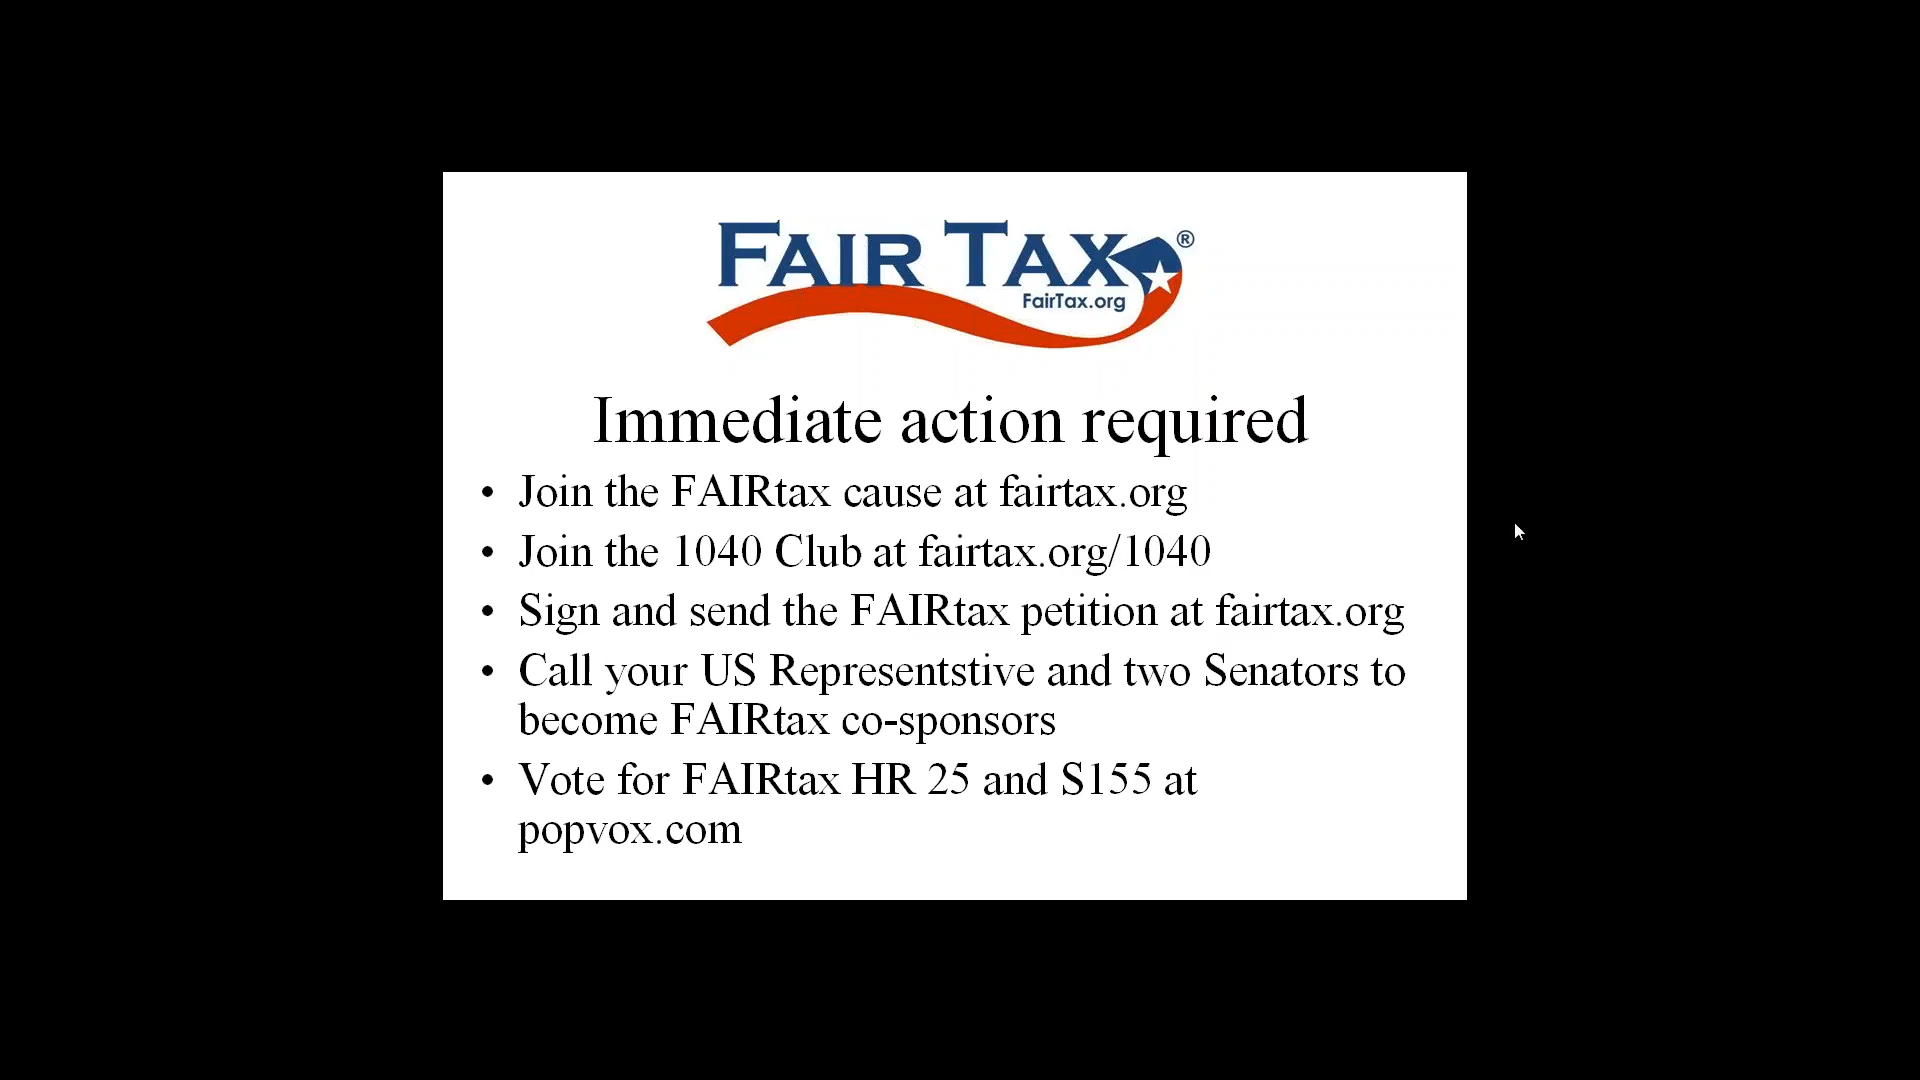 FAIR TAX®
FairTax.org
Immediate action required
• Join the FAIRtax cause at fairtax.org
• Join the 1040 Club at fairtax.org/1040
• Sign and send the FAIRtax petition at fairtax.org
• Call your US Representstive and two Senators to
become FAIRtax co-sponsors
• Vote for FAIRtax HR 25 and S155 at
popvox.com